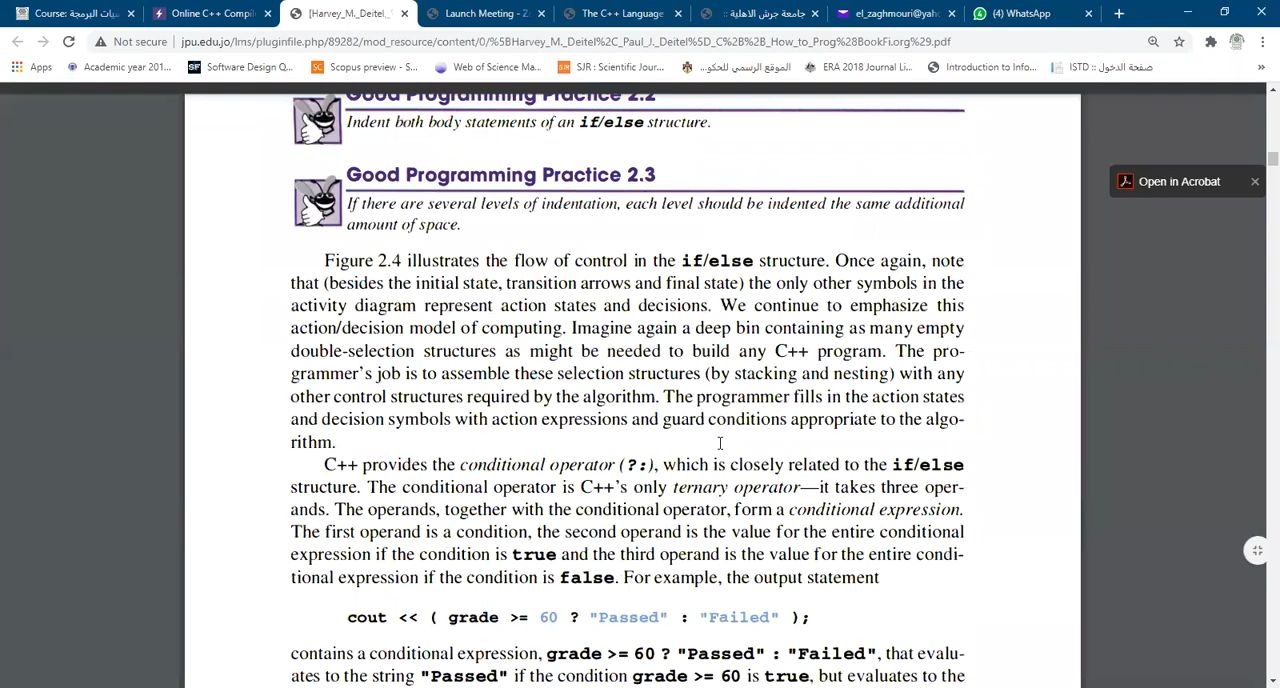 Course: أساسيات البرمجة
Online C++ Compil
[Harvey_M._Deitel,_
Launch Meeting - Z
The C++ Language
جامعة جرش الاهلية ::
el_zaghmouri@yah
(4) WhatsApp
Not secure | jpu.edu.jo/lms/pluginfile.php/89282/mod_resource/content/0/%5BHarvey_M._Deitel%2C_Paul_J._Deitel%5D_C%2B%2B_How_to_Prog%28BookFi.org%29.pdf
Apps
Academic year 201...
SF
Software Design Q...
SC
Scopus preview - S...
Web of Science Ma...
SJR : Scientific Jour...
الموقع الرسمي للحكو...
ERA 2018 Journal Li...
Introduction to Info...
ISTD :: صفحة الدخول
»
Good Programming Practice 2.2
Indent both body statements of an if/else structure.
Open in Acrobat
Good Programming Practice 2.3
If there are several levels of indentation, each level should be indented the same additional
amount of space.
Figure 2.4 illustrates the flow of control in the if/else structure. Once again, note
that (besides the initial state, transition arrows and final state) the only other symbols in the
activity diagram represent action states and decisions. We continue to emphasize this
action/decision model of computing. Imagine again a deep bin containing as many empty
double-selection structures as might be needed to build any C++ program. The pro-
grammer's job is to assemble these selection structures (by stacking and nesting) with any
other control structures required by the algorithm. The programmer fills in the action states
and decision symbols with action expressions and guard conditions appropriate to the algo-
rithm.
C++ provides the conditional operator (?:), which is closely related to the if/else
structure. The conditional operator is C++'s only ternary operator—it takes three oper-
ands. The operands, together with the conditional operator, form a conditional expression.
The first operand is a condition, the second operand is the value for the entire conditional
expression if the condition is true and the third operand is the value for the entire condi-
tional expression if the condition is false. For example, the output statement
cout << ( grade >= 60 ? "Passed" : "Failed" );
contains a conditional expression, grade >= 60 ? "Passed" : "Failed", that evalu-
ates to the string "Passed" if the condition grade >= 60 is true, but evaluates to the